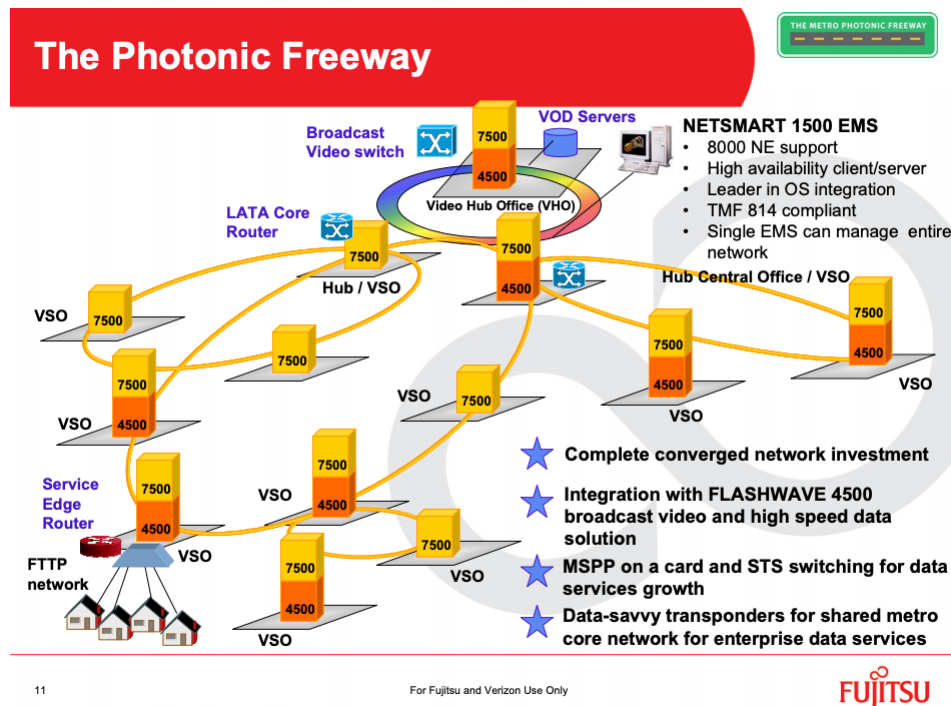 The Photonic Freeway
THE METRO PHOTONIC FREEWAY
Broadcast
Video switch
7500
4500
VOD Servers
Video Hub Office (VHO)
NETSMART 1500 EMS
• 8000 NE support
• High availability client/server
• Leader in OS integration
• TMF 814 compliant
• Single EMS can manage entire
network
LATA Core
Router
7500
Hub / VSO
7500
4500
Hub Central Office / VSO
VSO
7500
7500
7500
4500
VSO
7500
4500
VSO
7500
4500
VSO
VSO
7500
Service
Edge
Router
7500
4500
VSO
FTTP
network
VSO
7500
4500
7500
VSO
7500
4500
VSO
Complete converged network investment
Integration with FLASHWAVE 4500
broadcast video and high speed data
solution
MSPP on a card and STS switching for data
services growth
Data-savvy transponders for shared metro
core network for enterprise data services
11
For Fujitsu and Verizon Use Only
FUJITSU